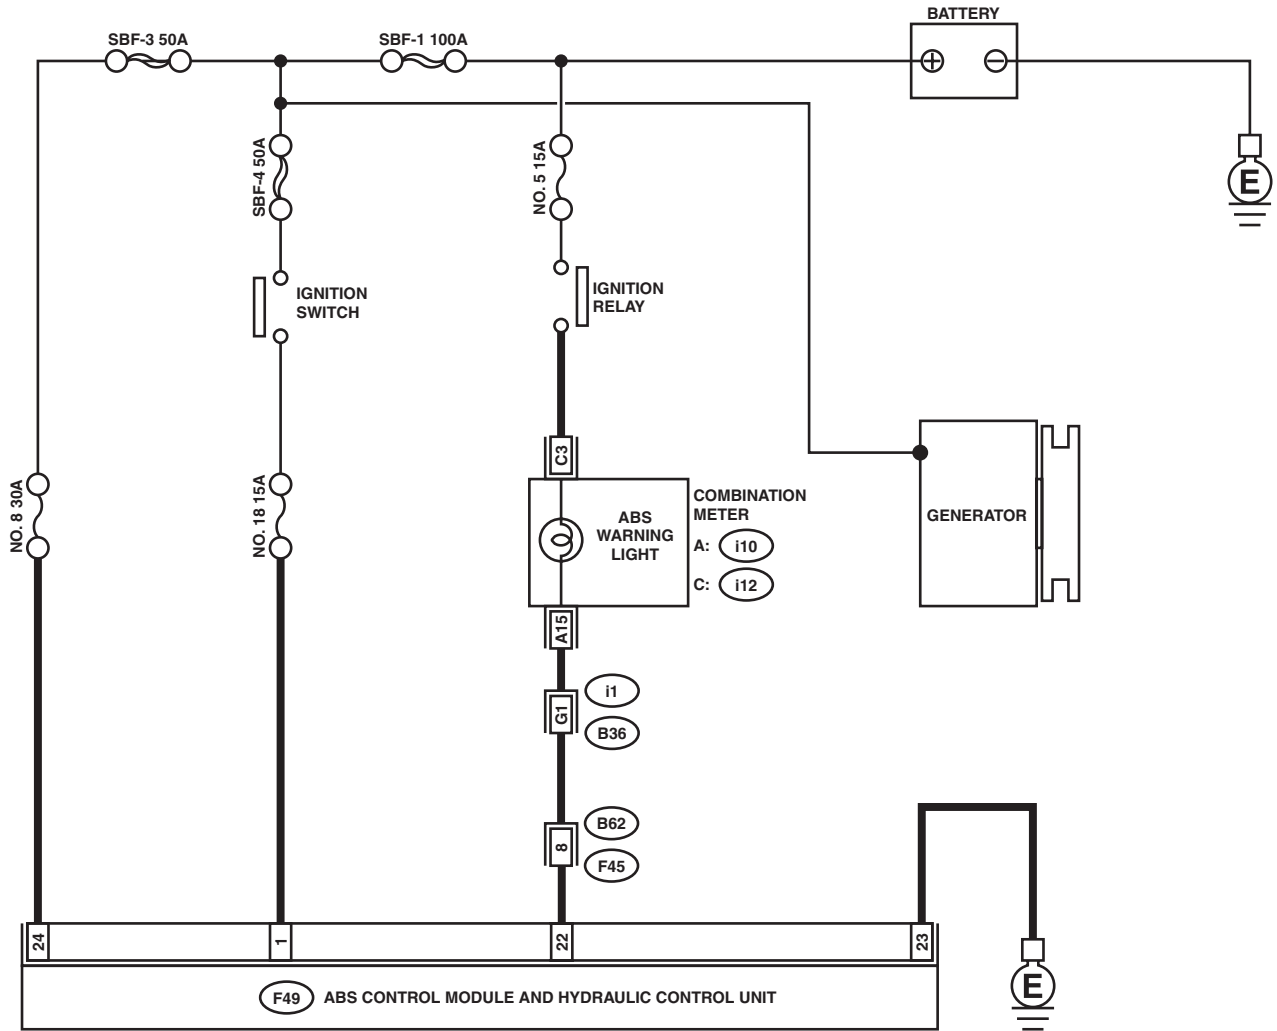 BATTERY
SBF-3 50A
SBF-1 100A
+
−
SBF-4 50A
NO. 5 15A
E
IGNITION
SWITCH
IGNITION
RELAY
C3
NO. 8 30A
NO. 18 15A
ABS
WARNING
LIGHT
COMBINATION
METER
A: i10
C: i12
GENERATOR
A15
i1
G1
B36
B62
8
F45
24
1
22
23
E
F49 ABS CONTROL MODULE AND HYDRAULIC CONTROL UNIT